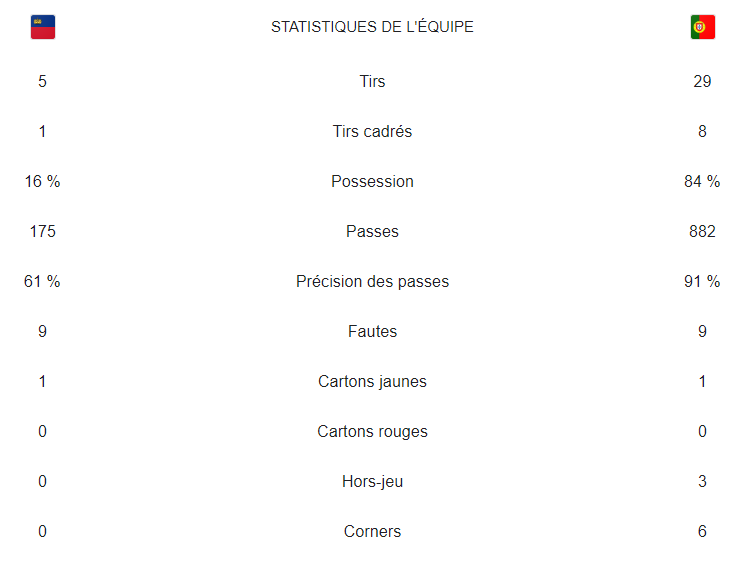 STATISTIQUES DE L'ÉQUIPE
5 Tirs 29
1 Tirs cadrés 8
16 % Possession 84 %
175 Passes 882
61 % Précision des passes 91 %
9 Fautes 9
1 Cartons jaunes 1
0 Cartons rouges 0
0 Hors-jeu 3
0 Corners 6